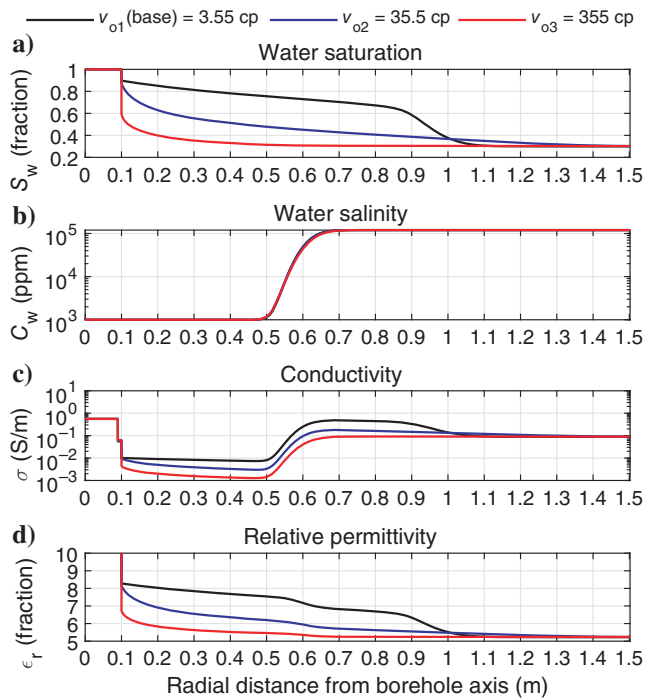 v_o1(base) = 3.55 cp v_o2 = 35.5 cp v_o3 = 355 cp
a) Water saturation
S_w (fraction)
1
0.8
0.6
0.4
0.2
0 0.1 0.2 0.3 0.4 0.5 0.6 0.7 0.8 0.9 1 1.1 1.2 1.3 1.4 1.5
b) Water salinity
C_w (ppm)
10^5
10^4
10^3
0 0.1 0.2 0.3 0.4 0.5 0.6 0.7 0.8 0.9 1 1.1 1.2 1.3 1.4 1.5
c) Conductivity
σ (S/m)
10^1
10^0
10^-1
10^-2
10^-3
0 0.1 0.2 0.3 0.4 0.5 0.6 0.7 0.8 0.9 1 1.1 1.2 1.3 1.4 1.5
d) Relative permittivity
ϵ_r (fraction)
10
9
8
7
6
5
0 0.1 0.2 0.3 0.4 0.5 0.6 0.7 0.8 0.9 1 1.1 1.2 1.3 1.4 1.5
Radial distance from borehole axis (m)